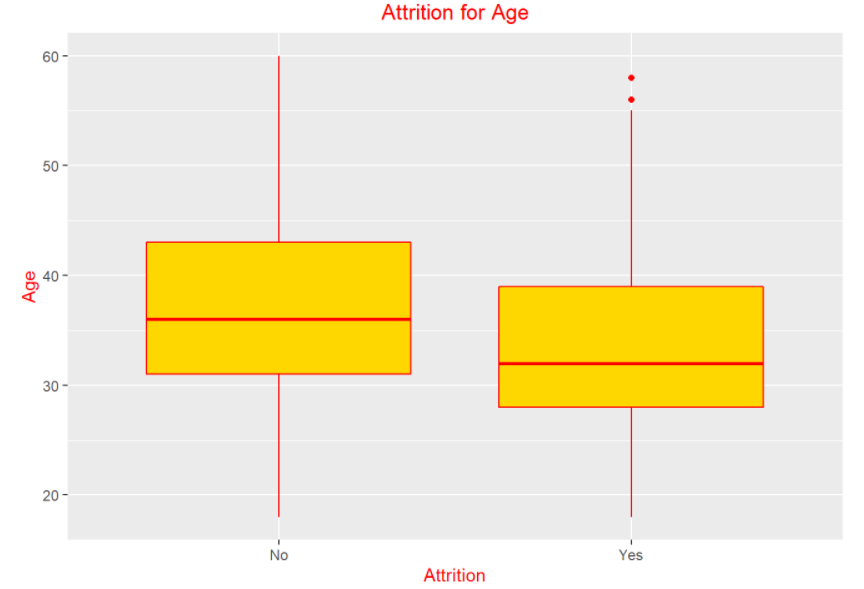 Attrition for Age
60
50
40
30
20
Age
No
Yes
Attrition